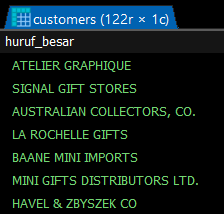 customers (122r × 1c)
huruf_besar
ATELIER GRAPHIQUE
SIGNAL GIFT STORES
AUSTRALIAN COLLECTORS, CO.
LA ROCHELLE GIFTS
BAANE MINI IMPORTS
MINI GIFTS DISTRIBUTORS LTD.
HAVEL & ZBYSZEK CO